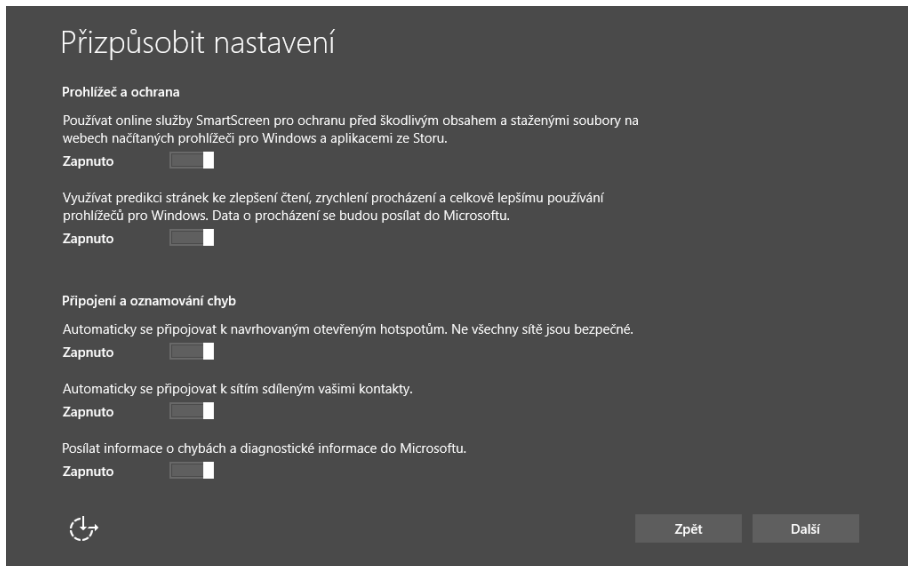 Přizpůsobit nastavení
Prohlížeč a ochrana
Používat online služby SmartScreen pro ochranu před škodlivým obsahem a staženými soubory na
webech načítaných prohlížeči pro Windows a aplikacemi ze Storu.
Zapnuto
Využívat predikci stránek ke zlepšení čtení, zrychlení procházení a celkově lepšímu používání
prohlížečů pro Windows. Data o procházení se budou posílat do Microsoftu.
Zapnuto
Připojení a oznamování chyb
Automaticky se připojovat k navrhovaným otevřeným hotspotům. Ne všechny sítě jsou bezpečné.
Zapnuto
Automaticky se připojovat k sítím sdíleným vašimi kontakty.
Zapnuto
Posílat informace o chybách a diagnostické informace do Microsoftu.
Zapnuto
Zpět
Další